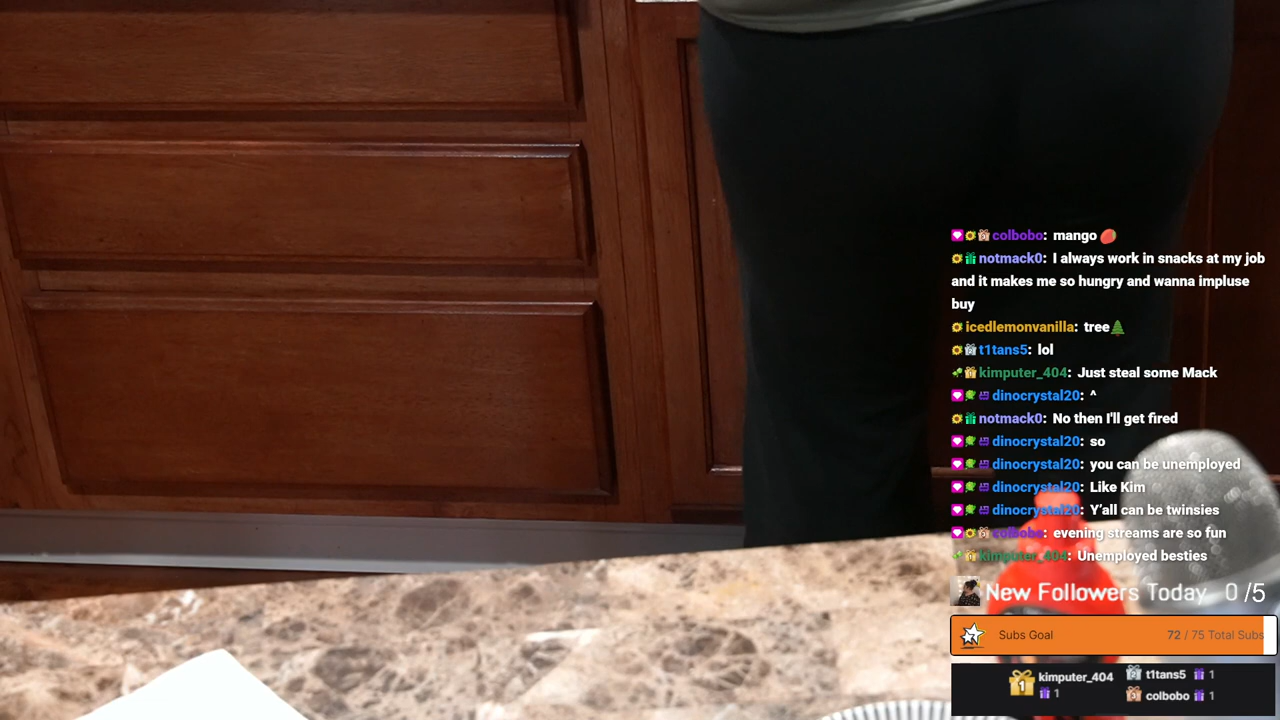 colbobo: mango 🥭
notmack0: I always work in snacks at my job
and it makes me so hungry and wanna impluse
buy
icedlemonvanilla: tree🌲
t1tans5: lol
kimputer_404: Just steal some Mack
dinocrystal20: ^
notmack0: No then I'll get fired
dinocrystal20: so
dinocrystal20: you can be unemployed
dinocrystal20: Like Kim
dinocrystal20: Y'all can be twinsies
colbobo: evening streams are so fun
kimputer_404: Unemployed besties
New Followers Today 0 /5
Subs Goal 72 / 75 Total Subs
1 kimputer_404 1
t1tans5 1
colbobo 1